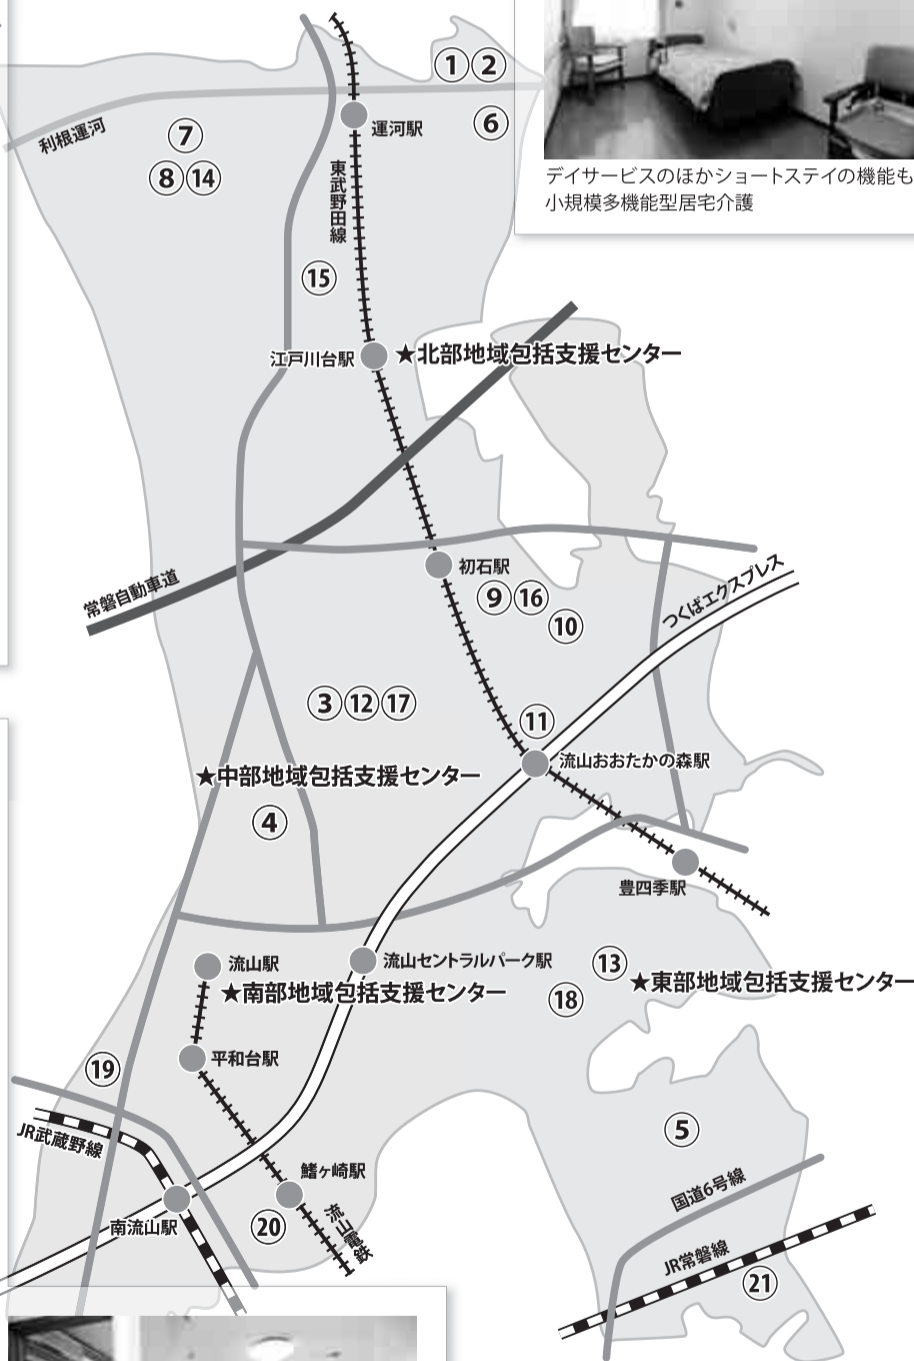 ① ②
利根運河
運河駅
⑥
⑦
⑧ ⑭
東武野田線
デイサービスのほかショートステイの機能も
小規模多機能型居宅介護
⑮
江戸川台駅
★北部地域包括支援センター
常磐自動車道
初石駅
⑨ ⑯
⑩
つくばエクスプレス
③ ⑫ ⑰
⑪
流山おおたかの森駅
★中部地域包括支援センター
④
豊四季駅
流山駅
流山セントラルパーク駅
⑬
★南部地域包括支援センター
★東部地域包括支援センター
⑱
平和台駅
⑲
JR武蔵野線
⑤
鰭ヶ崎駅
国道6号線
南流山駅
⑳
流山電鉄
JR常磐線
㉑